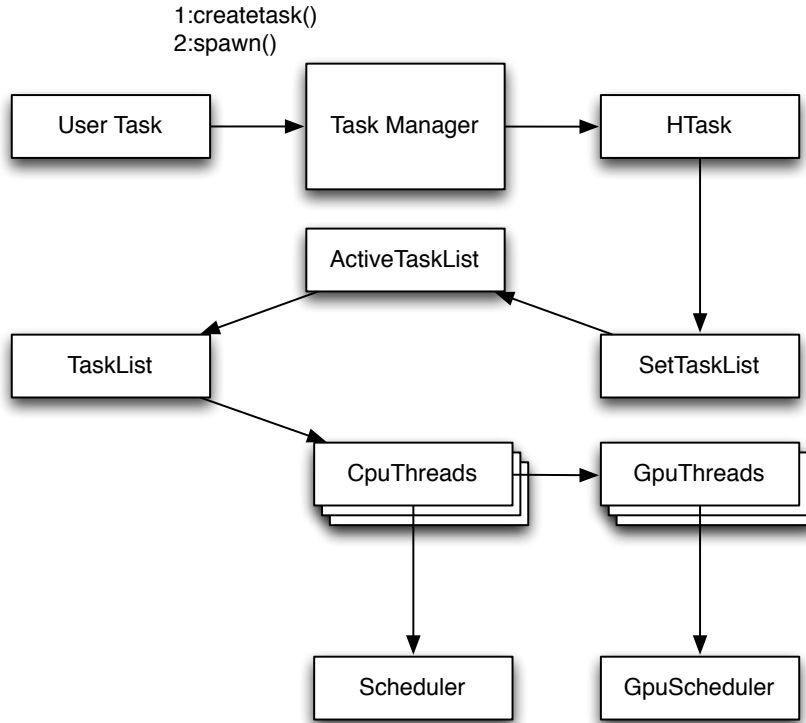 1:createtask()
2:spawn()
User Task
Task Manager
HTask
ActiveTaskList
TaskList
SetTaskList
CpuThreads
GpuThreads
Scheduler
GpuScheduler